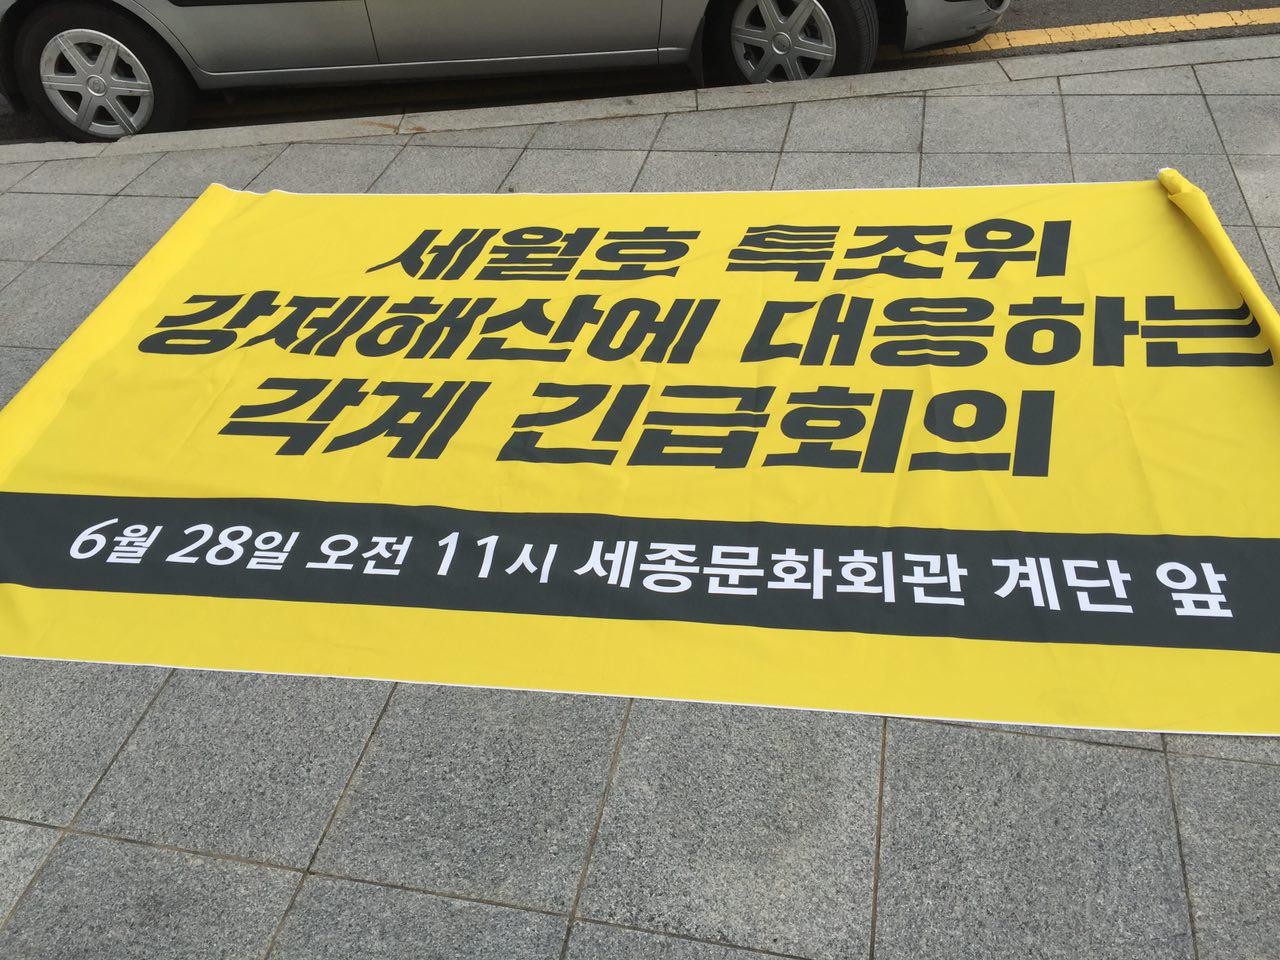 세월호 특조위
강제해산에 대응하는
각계 긴급회의
6월 28일 오전 11시 세종문화회관 계단 앞